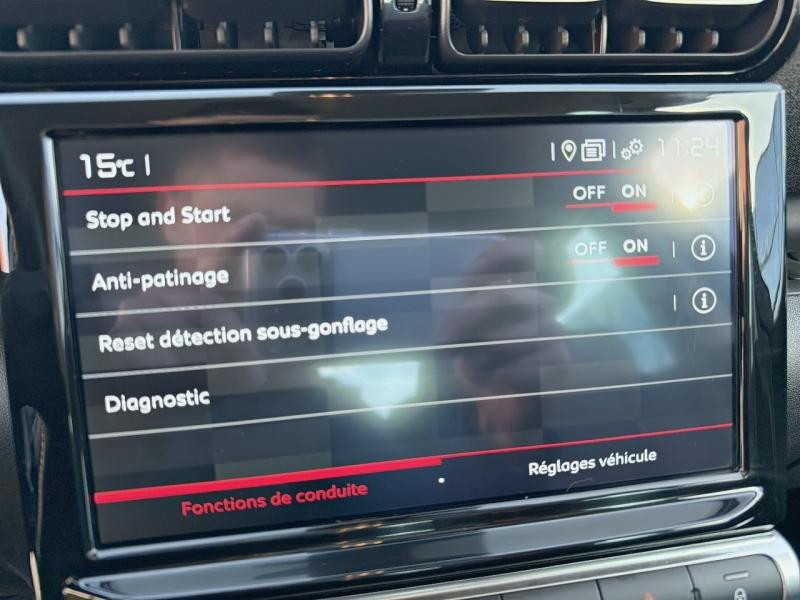 15°C 11:24
Stop and Start OFF ON
Anti-patinage OFF ON
Reset détection sous-gonflage
Diagnostic
Fonctions de conduite Réglages véhicule